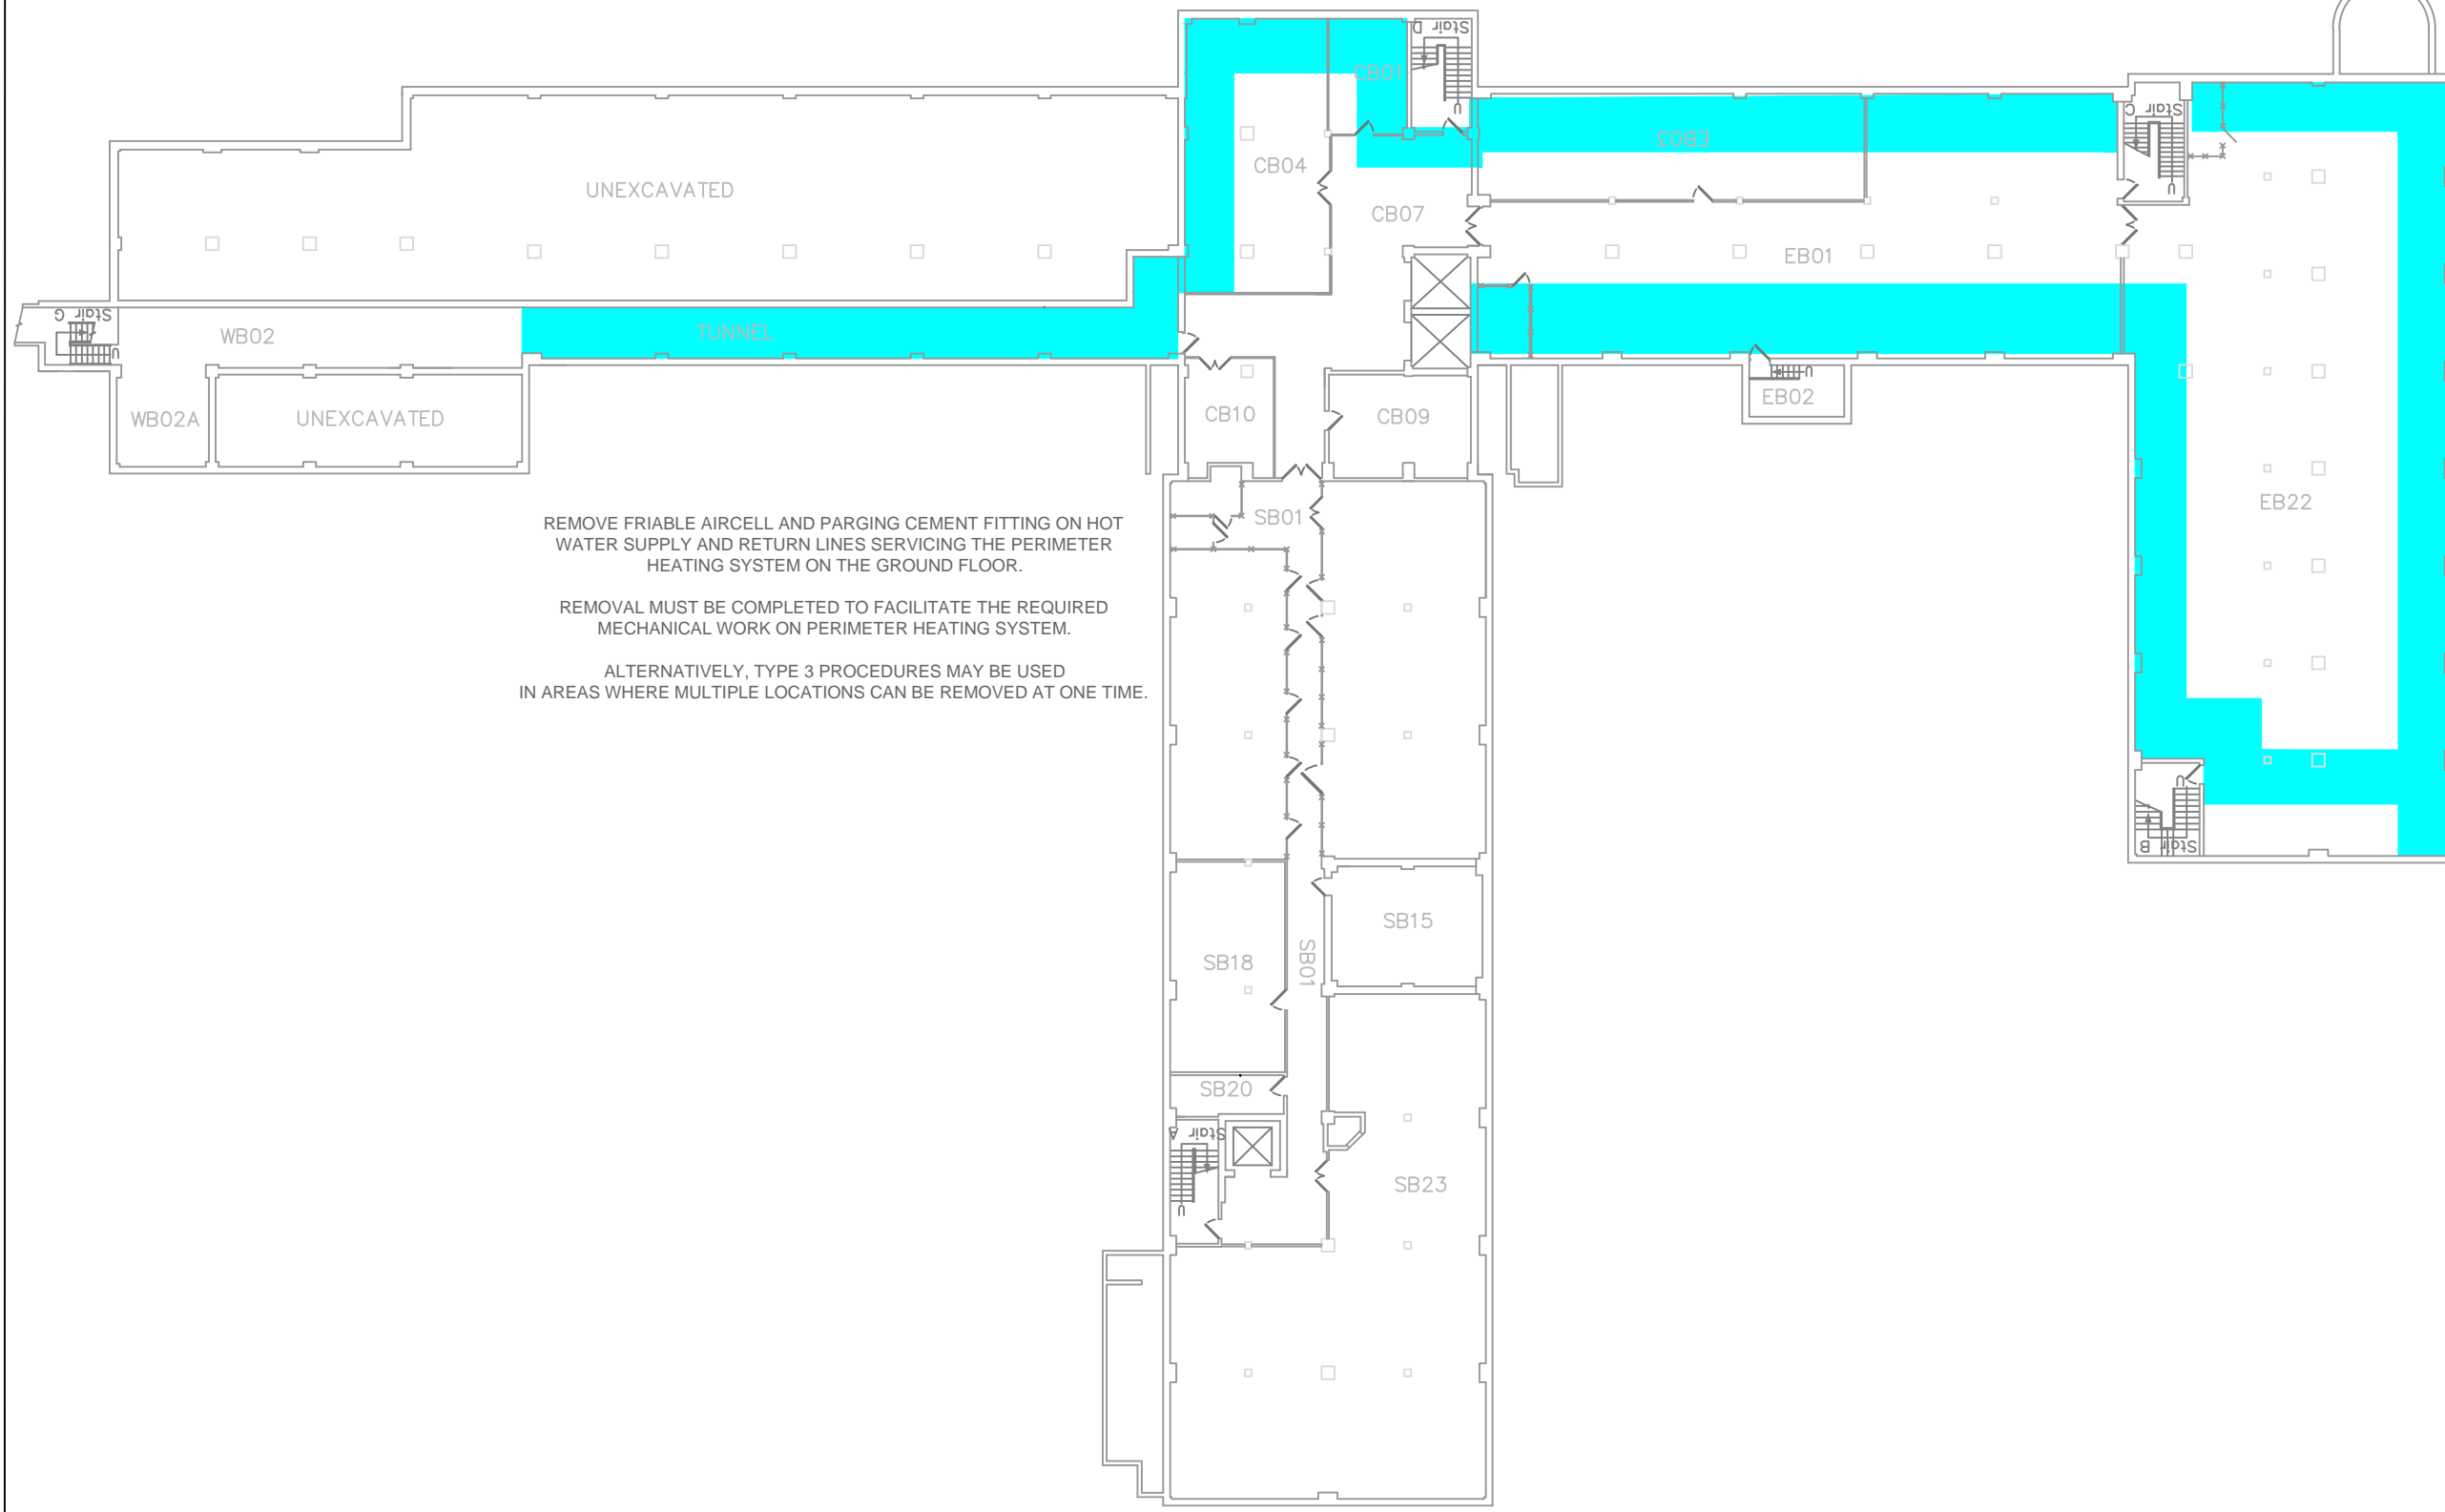 Stair D
CB01
Stair C
EB03
UNEXCAVATED
CB04
CB07
EB01
Stair G
WB02
TUNNEL
U
U
U
U
EB02
WB02A
UNEXCAVATED
CB10
CB09
EB22
SB01
REMOVE FRIABLE AIRCELL AND PARGING CEMENT FITTING ON HOT
WATER SUPPLY AND RETURN LINES SERVICING THE PERIMETER
HEATING SYSTEM ON THE GROUND FLOOR.
REMOVAL MUST BE COMPLETED TO FACILITATE THE REQUIRED
MECHANICAL WORK ON PERIMETER HEATING SYSTEM.
ALTERNATIVELY, TYPE 3 PROCEDURES MAY BE USED
IN AREAS WHERE MULTIPLE LOCATIONS CAN BE REMOVED AT ONE TIME.
U
Stair B
SB15
SB18
SB01
SB20
Stair A
SB23
U